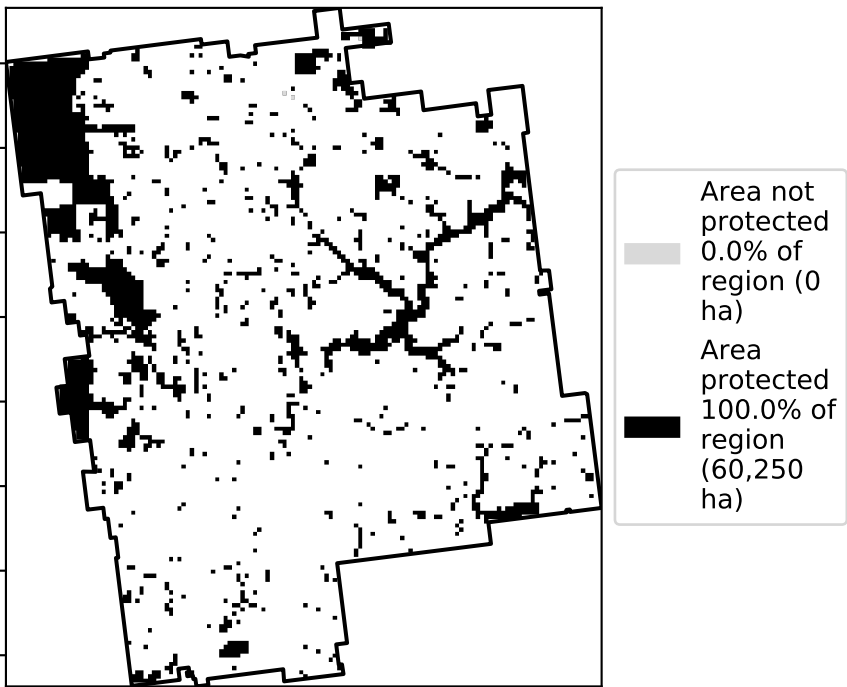 Area not
protected
0.0% of
region (0
ha)
Area
protected
100.0% of
region
(60,250
ha)